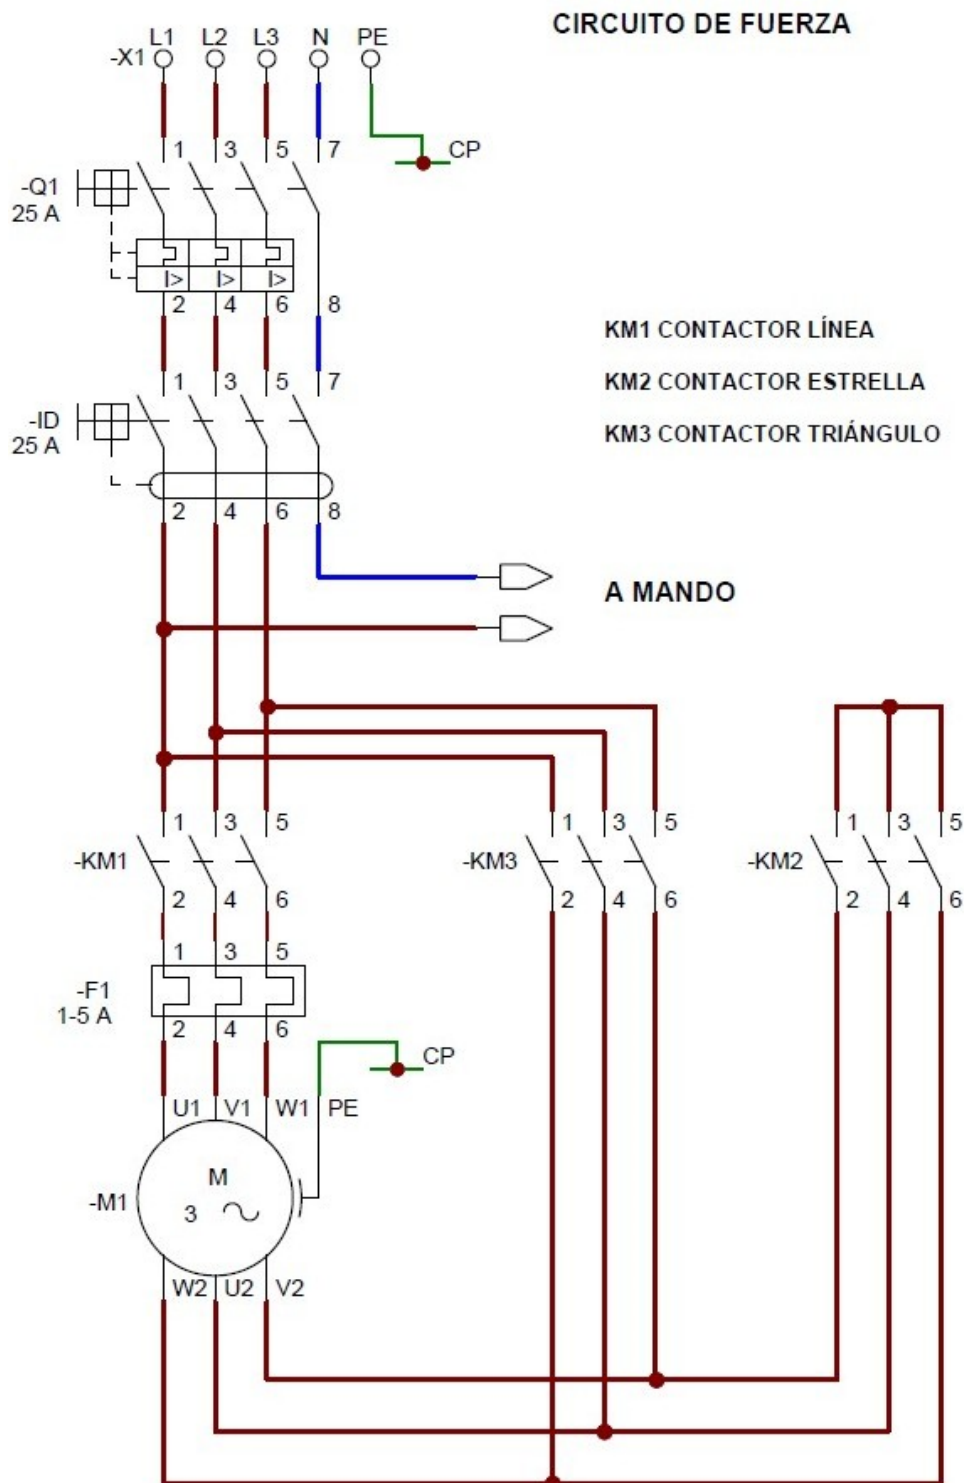 CIRCUITO DE FUERZA
L1 L2 L3 N PE
-X1
1 3 5 7
CP
-Q1
25 A
I> I> I>
2 4 6 8
KM1 CONTACTOR LÍNEA
1 3 5 7
KM2 CONTACTOR ESTRELLA
-ID
25 A
KM3 CONTACTOR TRIÁNGULO
2 4 6 8
A MANDO
1 3 5 1 3 5 1 3 5
-KM1 -KM3 -KM2
2 4 6 2 4 6 2 4 6
1 3 5
-F1
1-5 A
2 4 6
CP
U1 V1 W1 PE
M
-M1
3
W2 U2 V2